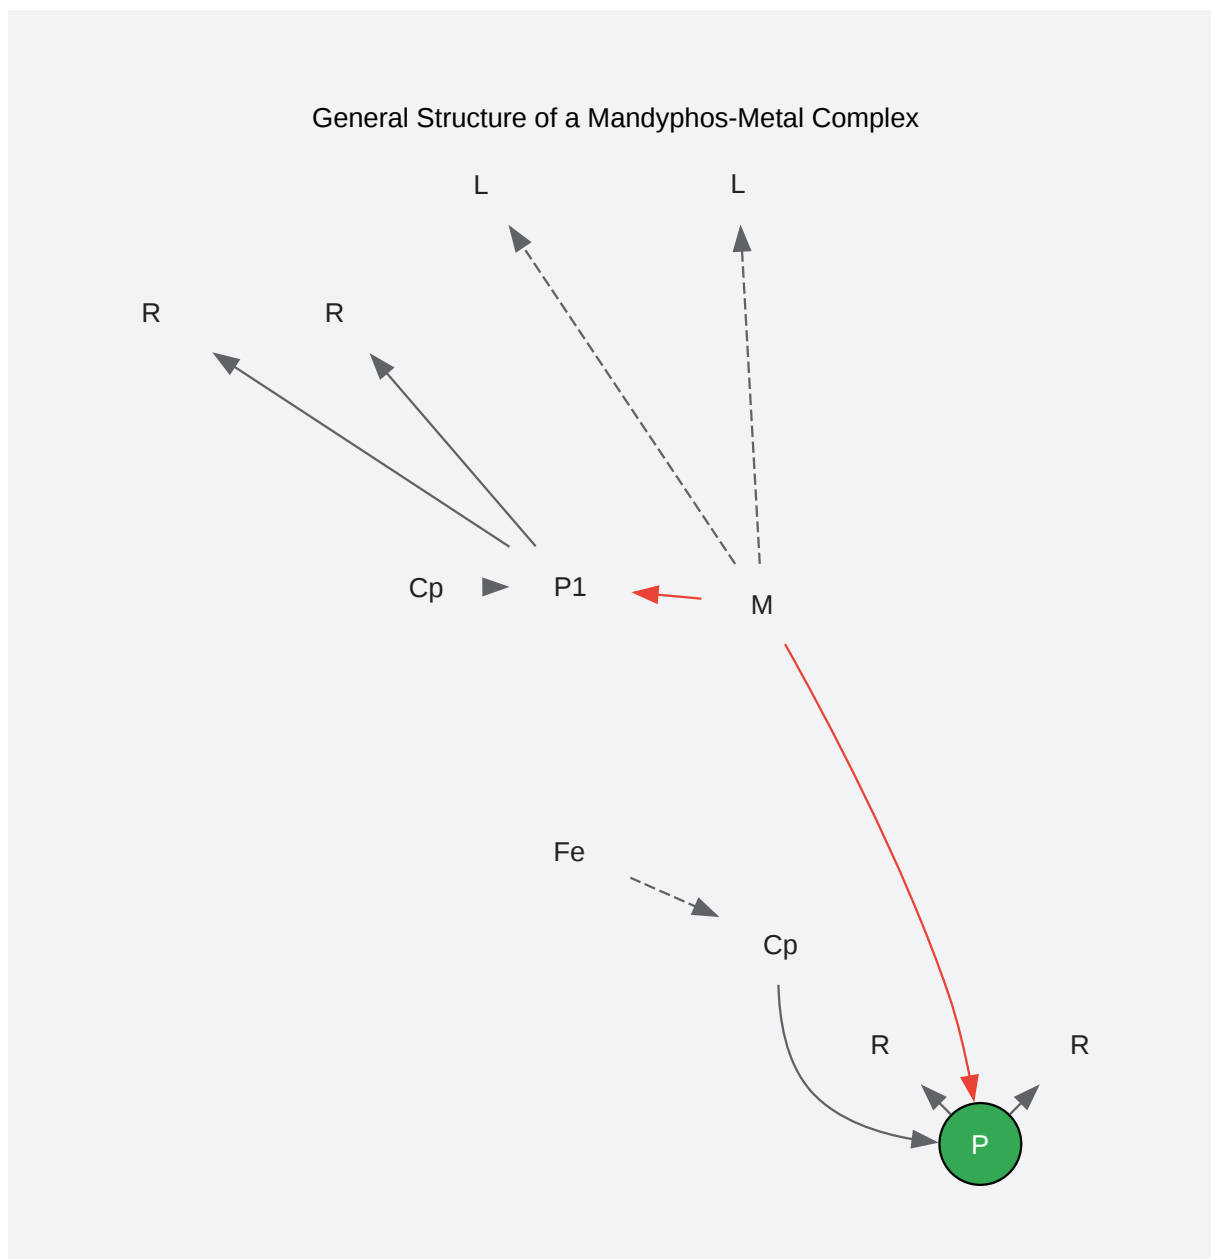 General Structure of a Mandyphos-Metal Complex
L
L
R
R
Cp
P1
M
Fe
Cp
R
R
P